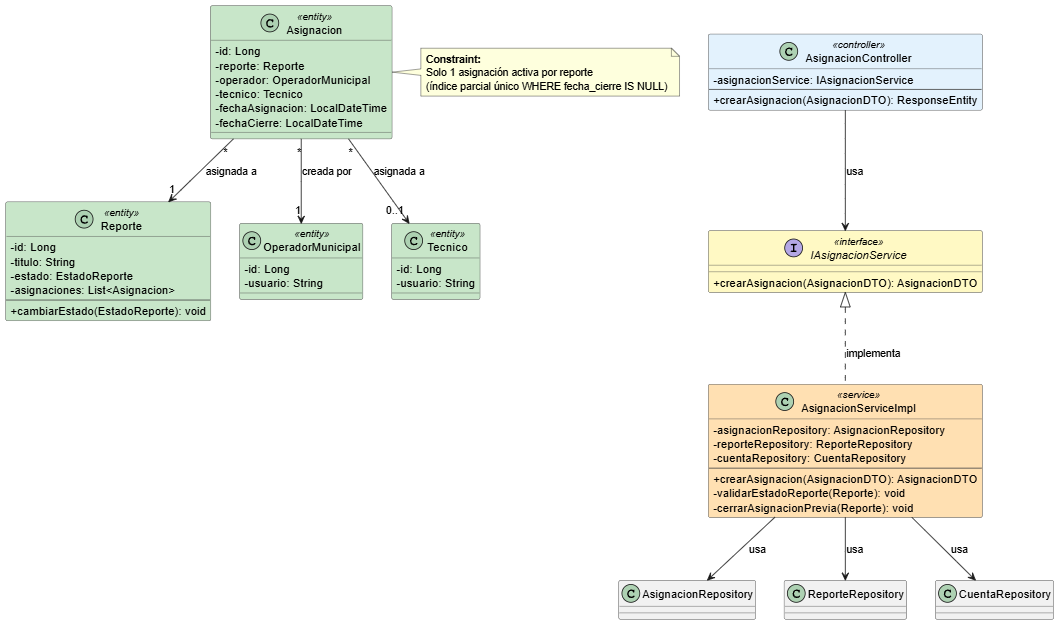 C
«entity»
Asignacion
-id: Long
-reporte: Reporte
-operador: OperadorMunicipal
-tecnico: Tecnico
-fechaAsignacion: LocalDateTime
-fechaCierre: LocalDateTime
Constraint:
Solo 1 asignación activa por reporte
(índice parcial único WHERE fecha_cierre IS NULL)
*
asignada a
1
*
creada por
1
*
asignada a
0..1
C
«entity»
Reporte
-id: Long
-titulo: String
-estado: EstadoReporte
-asignaciones: List<Asignacion>
+cambiarEstado(EstadoReporte): void
C
«entity»
OperadorMunicipal
-id: Long
-usuario: String
C
«entity»
Tecnico
-id: Long
-usuario: String
C
«controller»
AsignacionController
-asignacionService: IAsignacionService
+crearAsignacion(AsignacionDTO): ResponseEntity
usa
I
«interface»
IAsignacionService
+crearAsignacion(AsignacionDTO): AsignacionDTO
implementa
C
«service»
AsignacionServiceImpl
-asignacionRepository: AsignacionRepository
-reporteRepository: ReporteRepository
-cuentaRepository: CuentaRepository
+crearAsignacion(AsignacionDTO): AsignacionDTO
-validarEstadoReporte(Reporte): void
-cerrarAsignacionPrevia(Reporte): void
usa
usa
usa
C AsignacionRepository
C ReporteRepository
C CuentaRepository